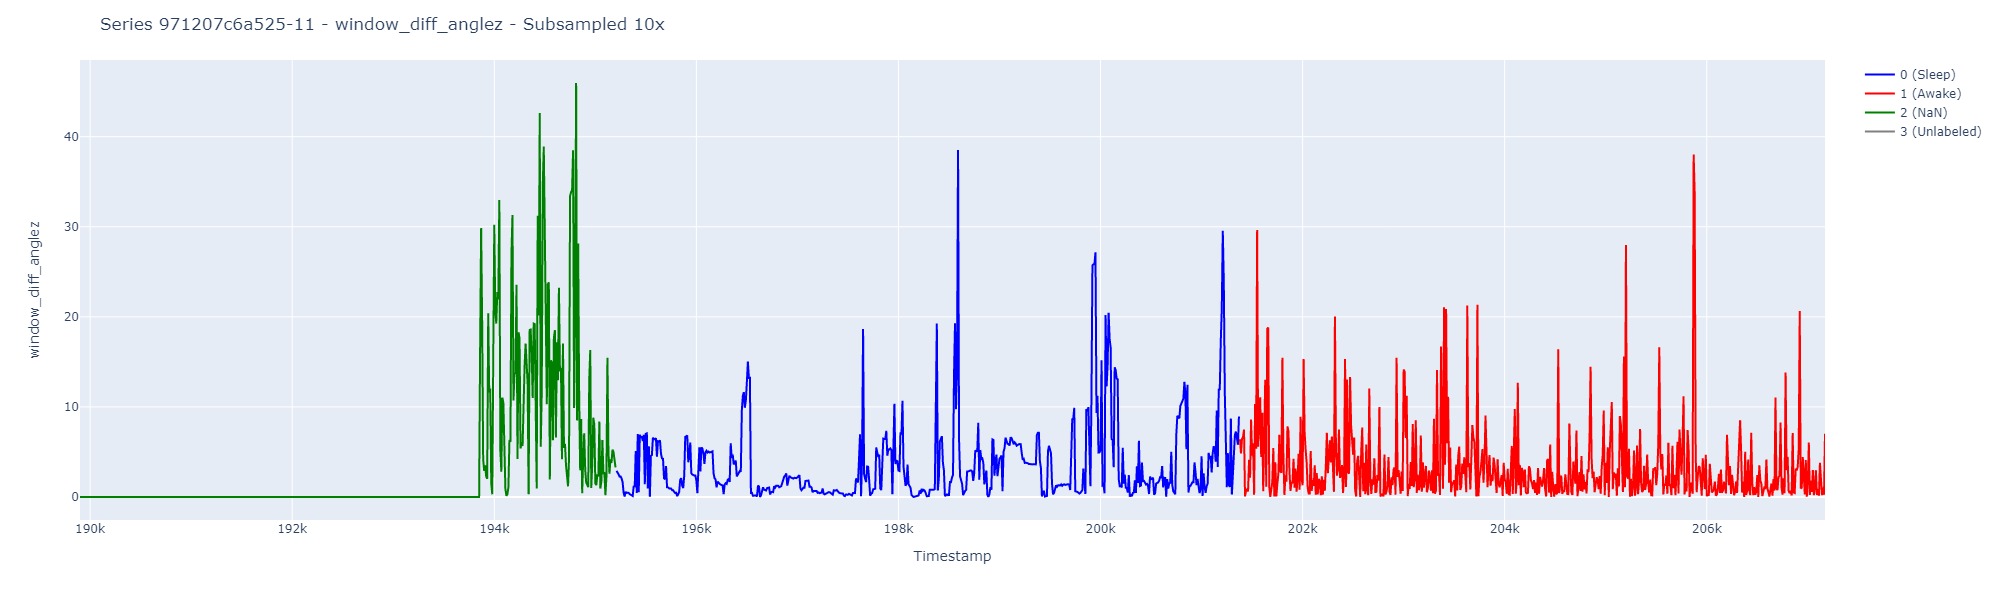 Series 971207c6a525-11 - window_diff_anglez - Subsampled 10x
0 (Sleep)
1 (Awake)
2 (NaN)
3 (Unlabeled)
window_diff_anglez
40
30
20
10
0
190k 192k 194k 196k 198k 200k 202k 204k 206k
Timestamp